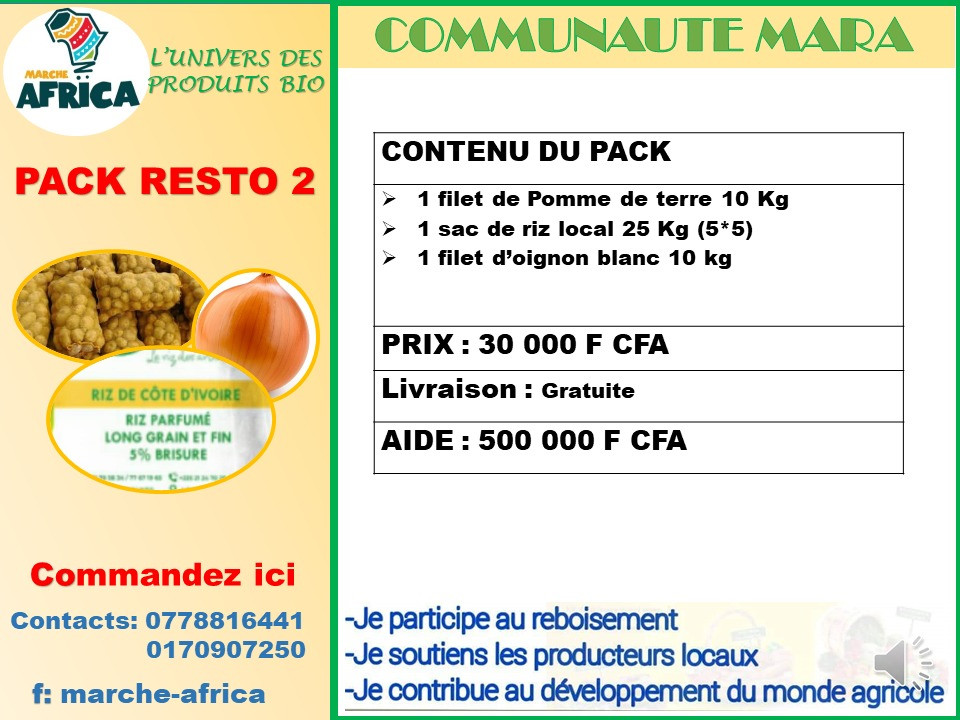 MARCHE
AFRICA
L'UNIVERS DES
PRODUITS BIO
PACK RESTO 2
RIZ DE CÔTE D'IVOIRE
RIZ PARFUMÉ
LONG GRAIN ET FIN
5% BRISURE
Commandez ici
Contacts: 0778816441
0170907250
f: marche-africa
COMMUNAUTE MARA
CONTENU DU PACK
➢ 1 filet de Pomme de terre 10 Kg
➢ 1 sac de riz local 25 Kg (5*5)
➢ 1 filet d’oignon blanc 10 kg
PRIX : 30 000 F CFA
Livraison : Gratuite
AIDE : 500 000 F CFA
-Je participe au reboisement
-Je soutiens les producteurs locaux
-Je contribue au développement du monde agricole